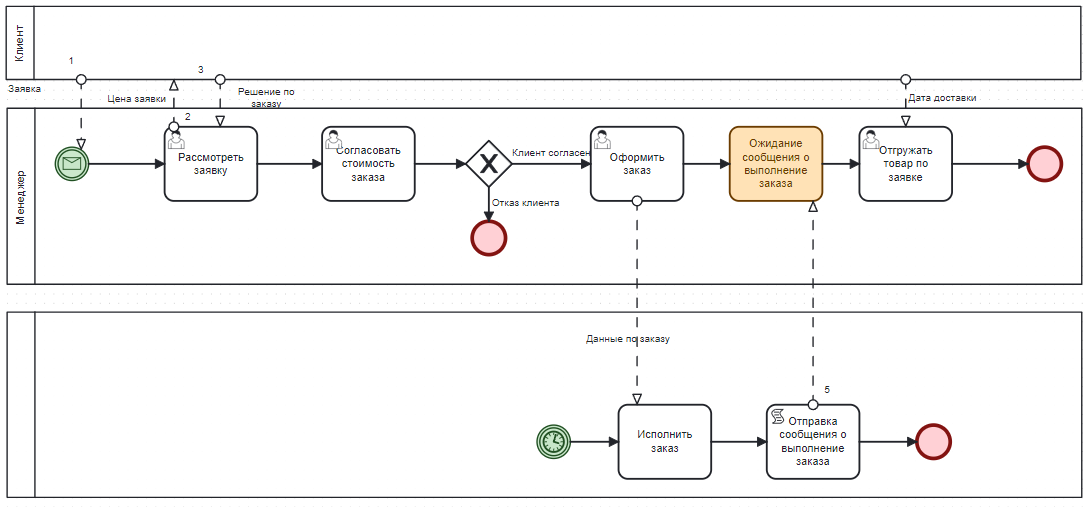 Клиент
1
3
Заявка
Цена заявки
Решение по
заказу
Дата доставки
2
Менеджер
Рассмотреть
заявку
Согласовать
стоимость
заказа
Клиент согласен
Оформить
заказ
Ожидание
сообщения о
выполнение
заказа
Отгружать
товар по
заявке
Отказ клиента
Данные по заказу
5
Исполнить
заказ
Отправка
сообщения о
выполнение
заказа